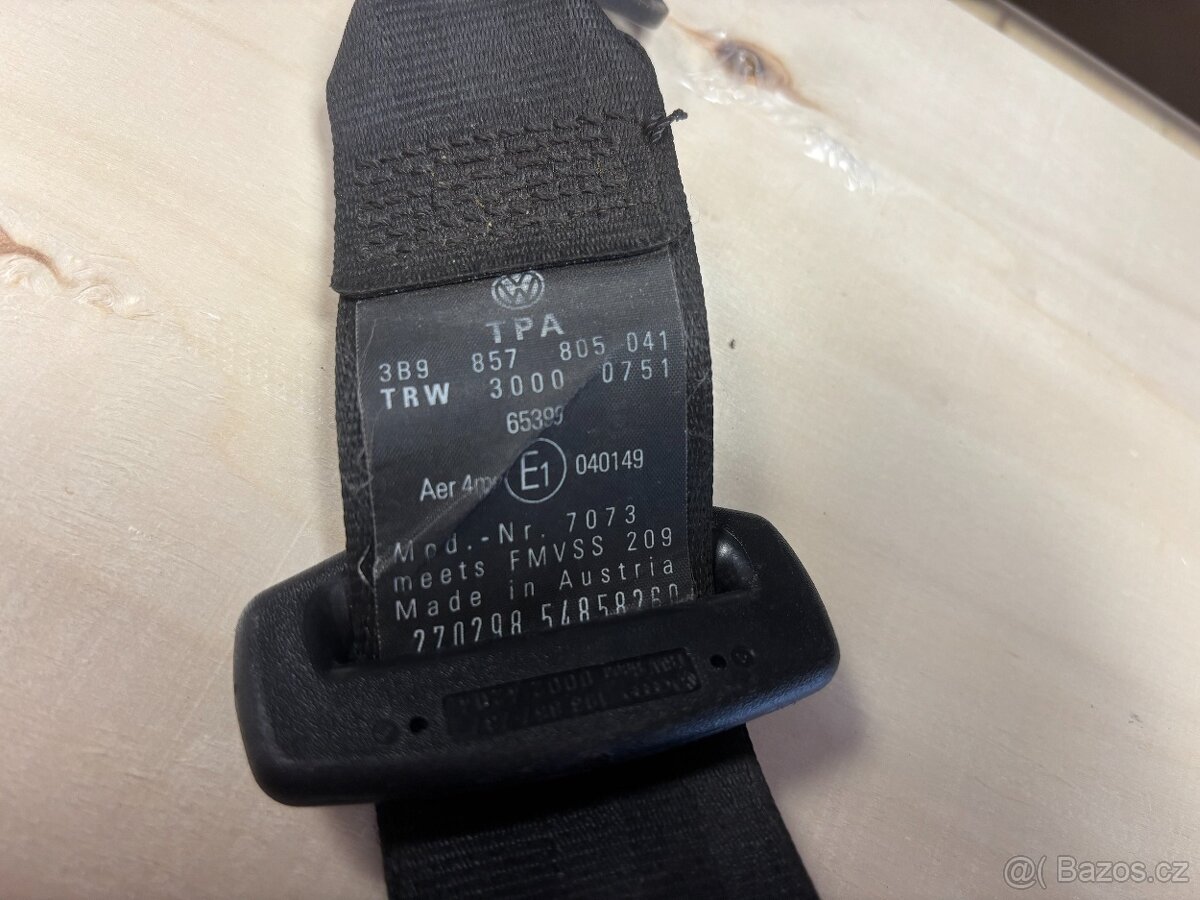 VW
TPA
3B9 857 805 041
TRW 3000 0751
Aer 4m E1 040149
Mod.-Nr. 7073
meets FMVSS 209
Made in Austria
270298 54858260
@( Bazos.cz